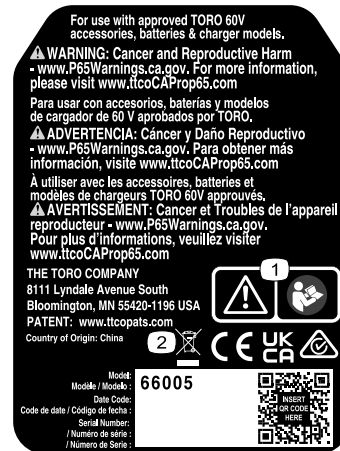 For use with approved TORO 60V
accessories, batteries & charger models.
WARNING: Cancer and Reproductive Harm
- www.P65Warnings.ca.gov. For more information,
please visit www.ttcoCAProp65.com
Para usar con accesorios, baterías y modelos
de cargador de 60 V aprobados por TORO.
ADVERTENCIA: Cáncer y Daño Reproductivo
- www.P65Warnings.ca.gov. Para obtener más
información, visite www.ttcoCAProp65.com
À utiliser avec les accessoires, batteries et
modèles de chargeurs TORO 60V approuvés.
AVERTISSEMENT: Cancer et Troubles de l'appareil
reproducteur - www.P65Warnings.ca.gov.
Pour plus d'informations, veuillez visiter
www.ttcoCAProp65.com
THE TORO COMPANY
8111 Lyndale Avenue South
Bloomington, MN 55420-1196 USA
PATENT: www.ttcopats.com
Country of Origin: China
1
2
CE UK CA
Model:
Modèle / Modelo :
66005
Date Code:
Code de date / Código de fecha :
Serial Number:
/ Numéro de série :
/ Número de Serie :
INSERT
QR CODE
HERE